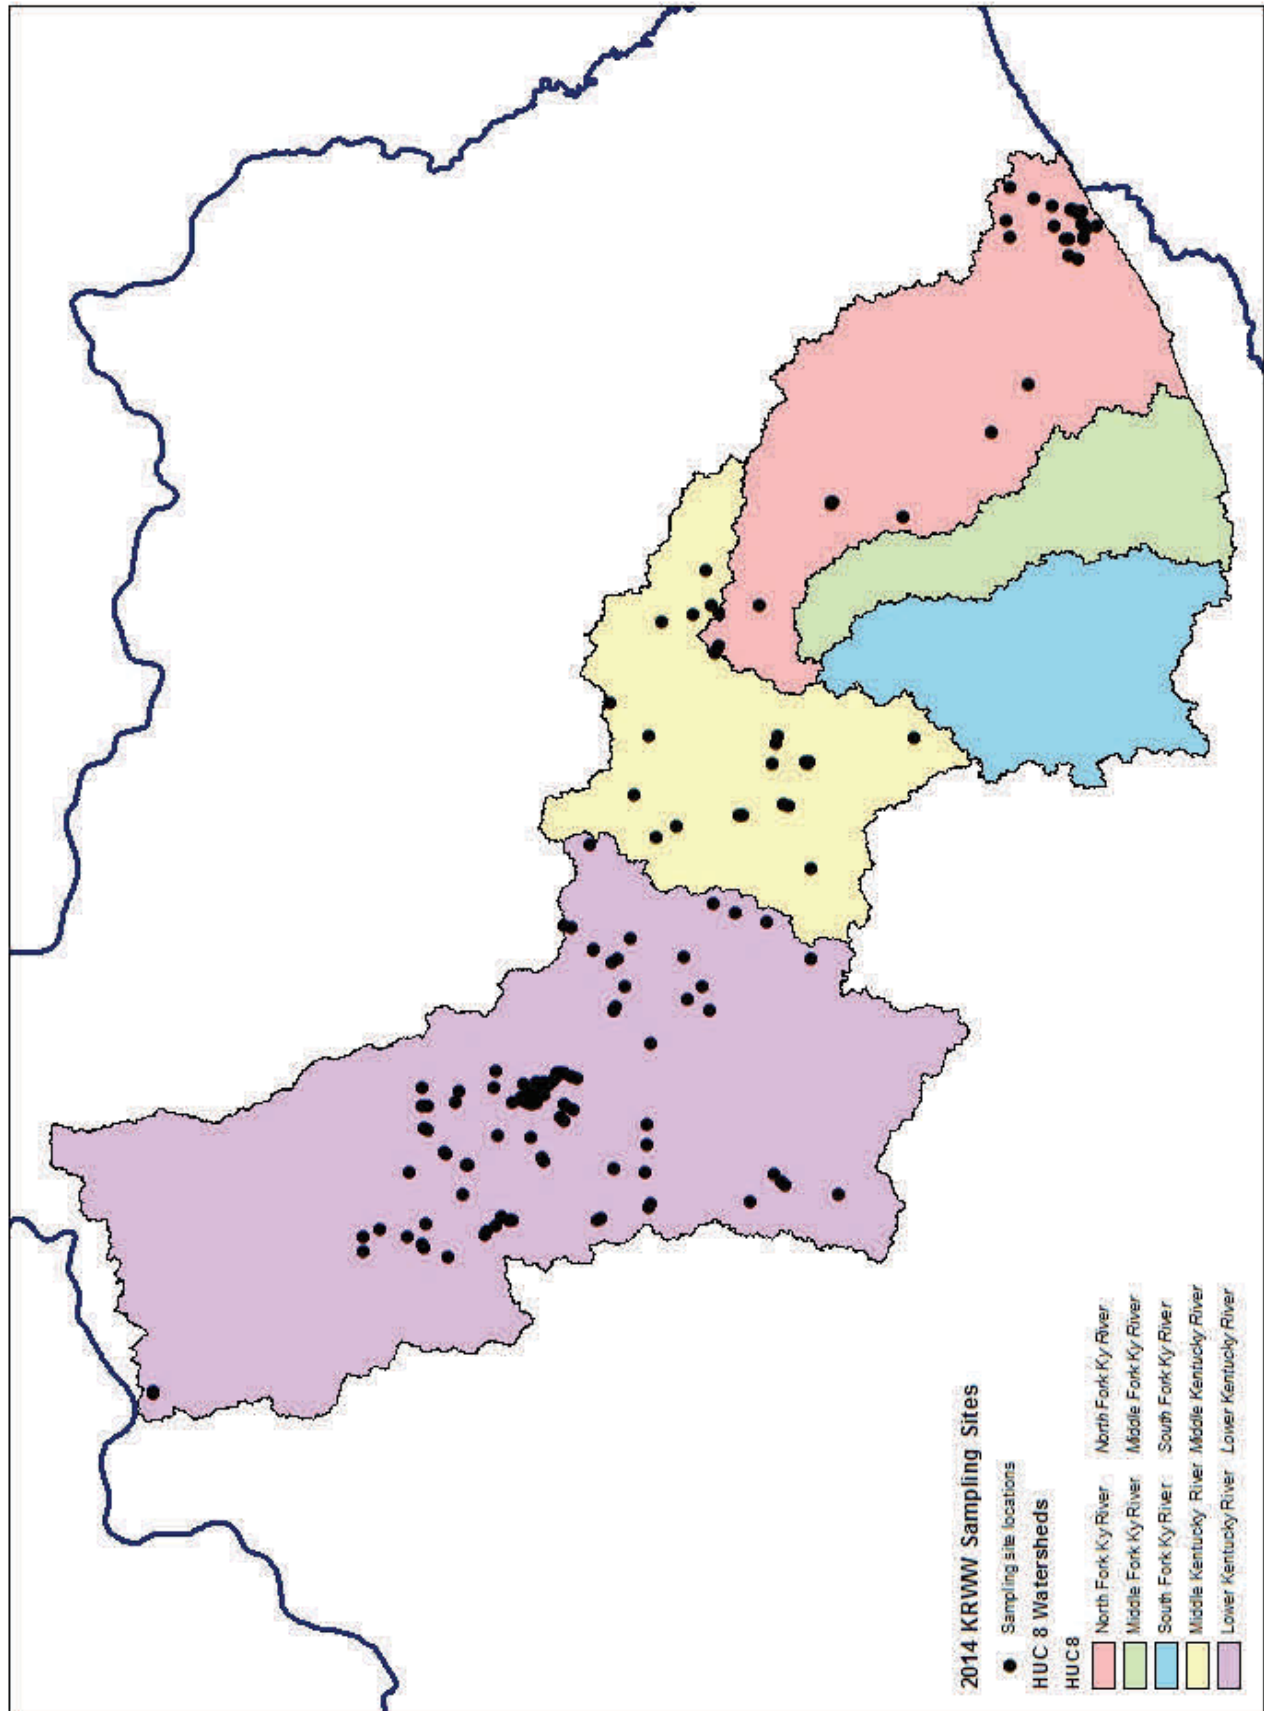 2014 KRWW Sampling Sites
Sampling site locations
HUC 8 Watersheds
HUC8
North Fork Ky River North Fork Ky River
Middle Fork Ky River Middle Fork Ky River
South Fork Ky River South Fork Ky River
Middle Kentucky River Middle Kentucky River
Lower Kentucky River Lower Kentucky River